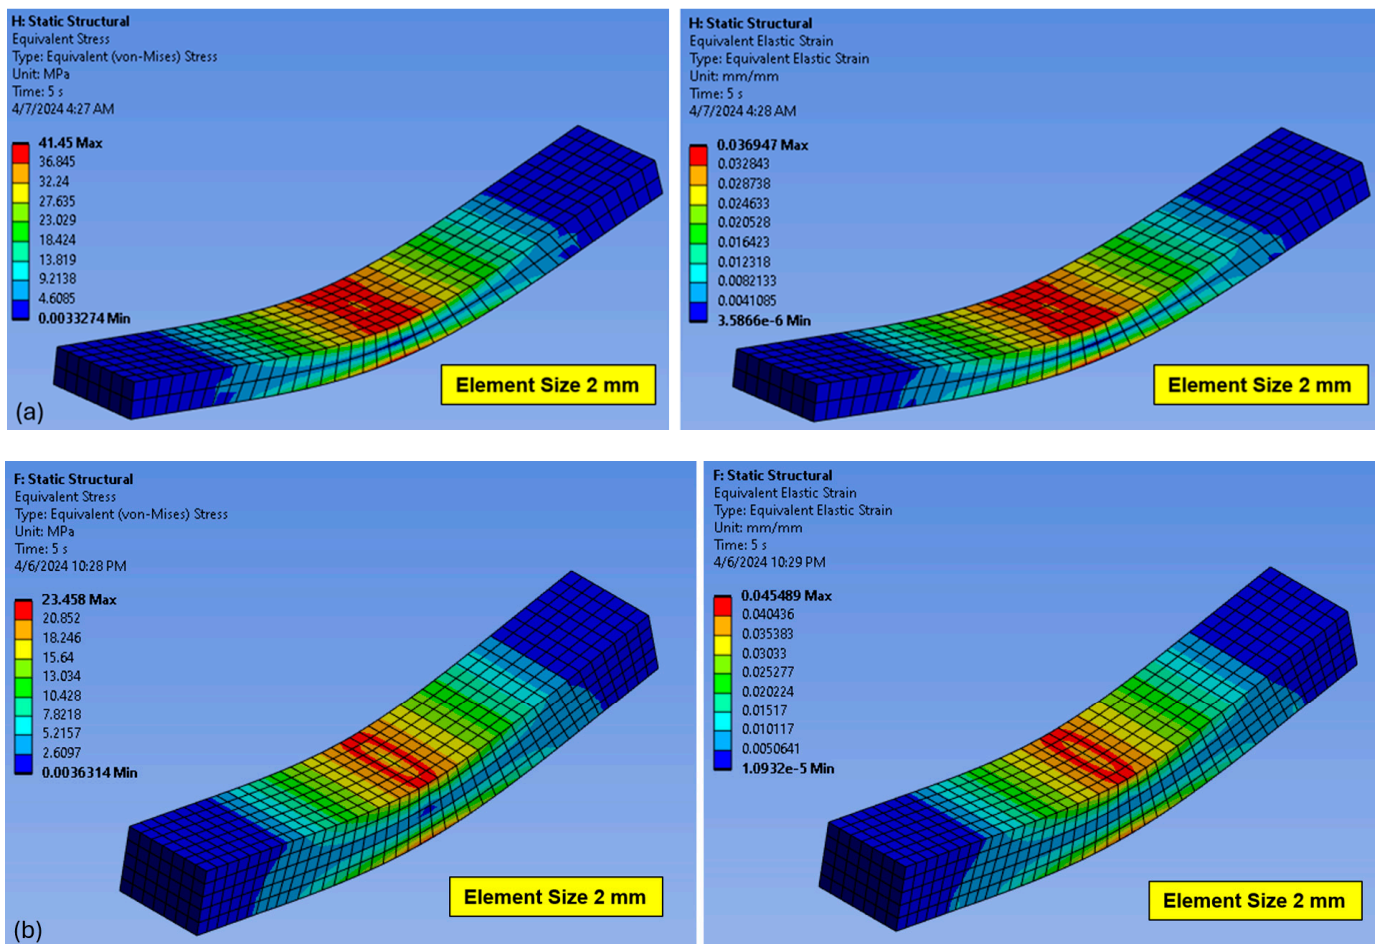 H: Static Structural
Equivalent Stress
Type: Equivalent (von-Mises) Stress
Unit: MPa
Time: 5 s
4/7/2024 4:27 AM
41.45 Max
36.845
32.24
27.635
23.029
18.424
13.819
9.2138
4.6085
0.0033274 Min
Element Size 2 mm
(a)
H: Static Structural
Equivalent Elastic Strain
Type: Equivalent Elastic Strain
Unit: mm/mm
Time: 5 s
4/7/2024 4:28 AM
0.036947 Max
0.032843
0.028738
0.024633
0.020528
0.016423
0.012318
0.0082133
0.0041085
3.5866e-6 Min
Element Size 2 mm
F: Static Structural
Equivalent Stress
Type: Equivalent (von-Mises) Stress
Unit: MPa
Time: 5 s
4/6/2024 10:28 PM
23.458 Max
20.852
18.246
15.64
13.034
10.428
7.8218
5.2157
2.6097
0.0036314 Min
Element Size 2 mm
(b)
F: Static Structural
Equivalent Elastic Strain
Type: Equivalent Elastic Strain
Unit: mm/mm
Time: 5 s
4/6/2024 10:29 PM
0.045489 Max
0.040436
0.035383
0.03033
0.025277
0.020224
0.01517
0.010117
0.0050641
1.0932e-5 Min
Element Size 2 mm